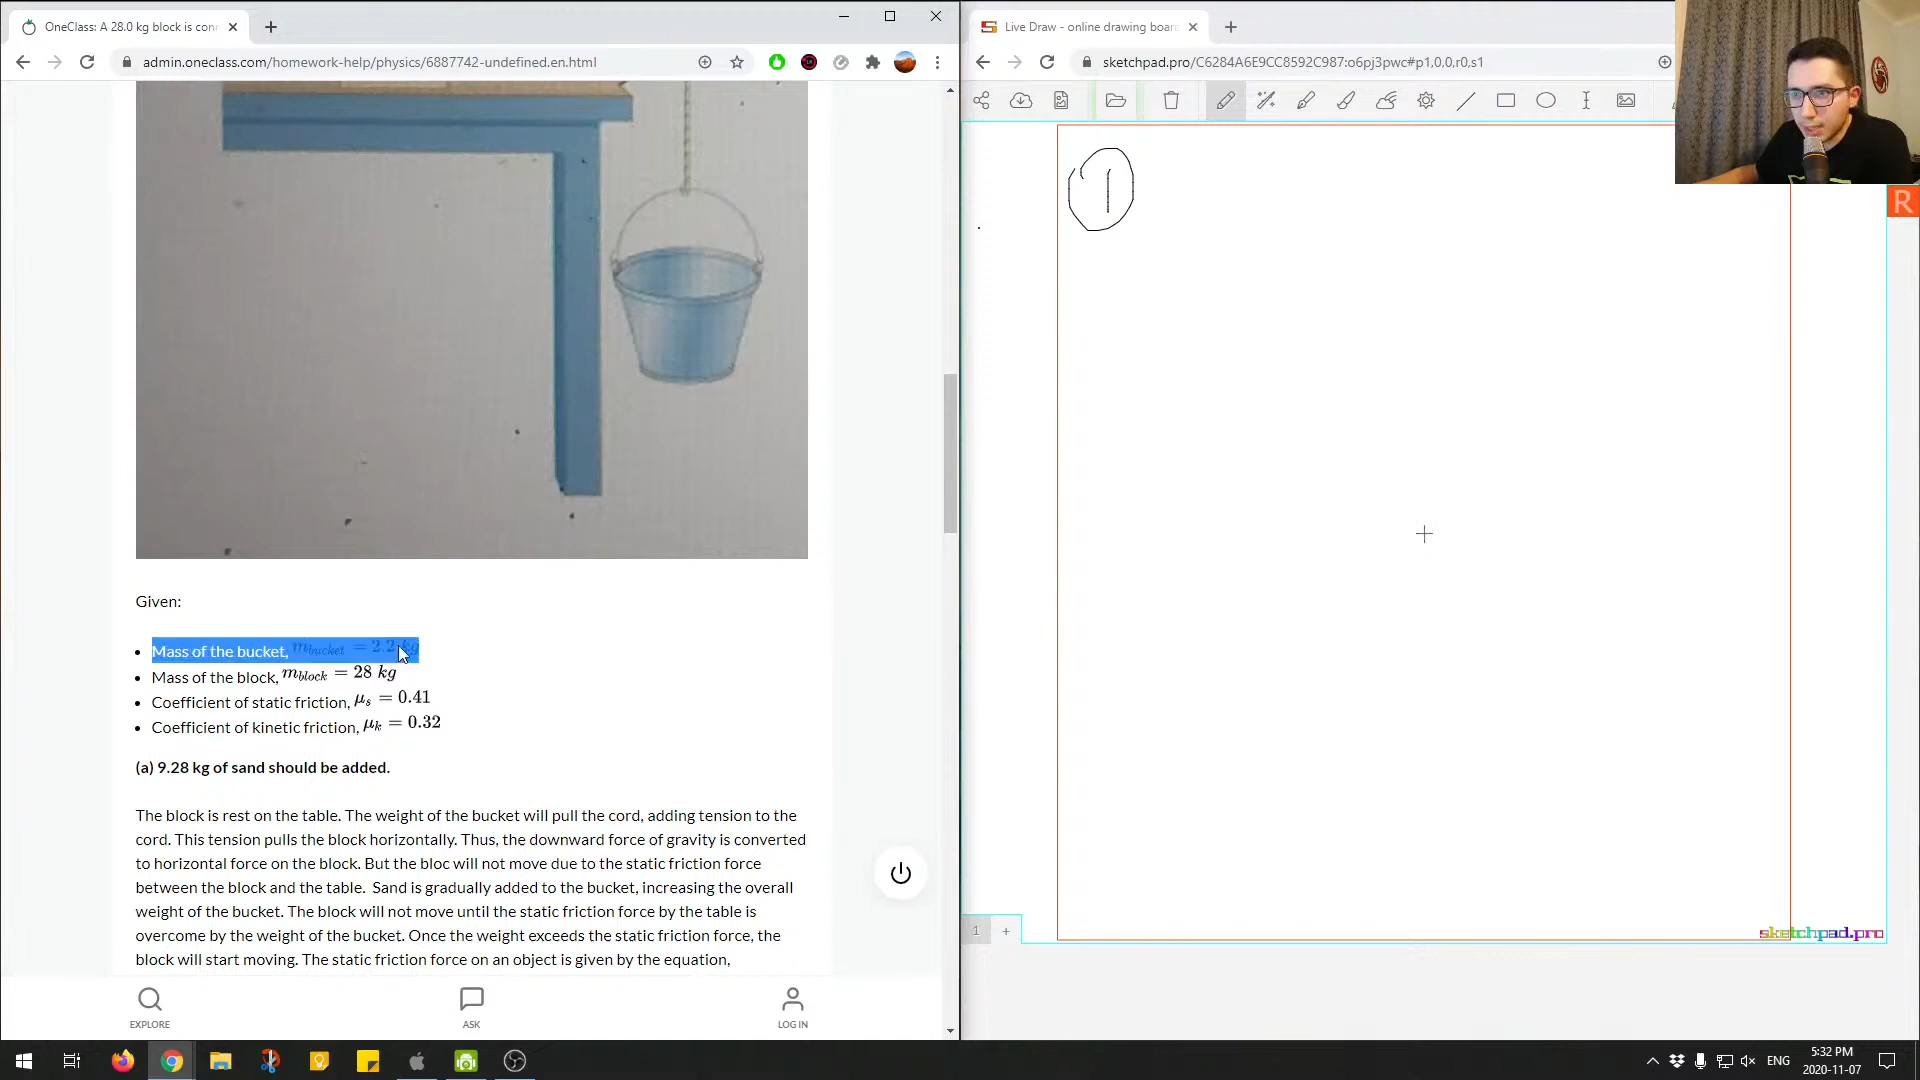 OneClass: A 28.0 kg block is conn
admin.oneclass.com/homework-help/physics/6887742-undefined.en.html
Given:
Mass of the bucket, m_bucket = 2.2 kg
Mass of the block, m_block = 28 kg
Coefficient of static friction, μ_s = 0.41
Coefficient of kinetic friction, μ_k = 0.32
(a) 9.28 kg of sand should be added.
The block is rest on the table. The weight of the bucket will pull the cord, adding tension to the
cord. This tension pulls the block horizontally. Thus, the downward force of gravity is converted
to horizontal force on the block. But the bloc will not move due to the static friction force
between the block and the table. Sand is gradually added to the bucket, increasing the overall
weight of the bucket. The block will not move until the static friction force by the table is
overcome by the weight of the bucket. Once the weight exceeds the static friction force, the
block will start moving. The static friction force on an object is given by the equation,
EXPLORE
ASK
LOG IN
Live Draw - online drawing boar
sketchpad.pro/C6284A6E9CC8592C987:o6pj3pwc#p1,0,0,r0,s1
R
1
1 +
sketchpad.pro
ENG
5:32 PM
2020-11-07